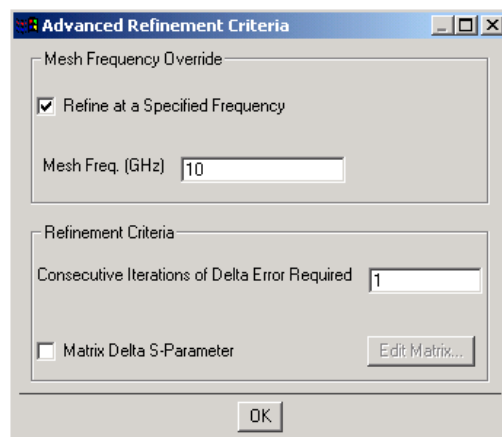 Advanced Refinement Criteria
Mesh Frequency Override
Refine at a Specified Frequency
Mesh Freq. (GHz) 10
Refinement Criteria
Consecutive Iterations of Delta Error Required 1
Matrix Delta S-Parameter Edit Matrix...
OK